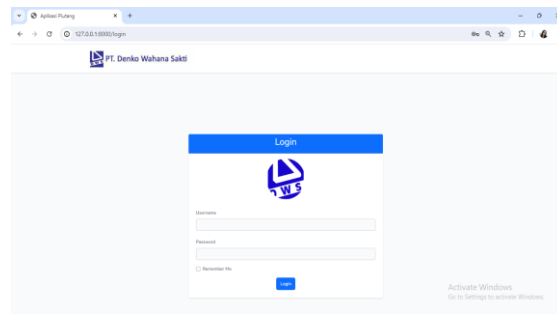 Aplikasi Piutang
127.0.0.1:8000/login
PT. Denko Wahana Sakti
Login
DWS
Username
Password
Remember Me
Login
Activate Windows
Go to Settings to activate Windows.